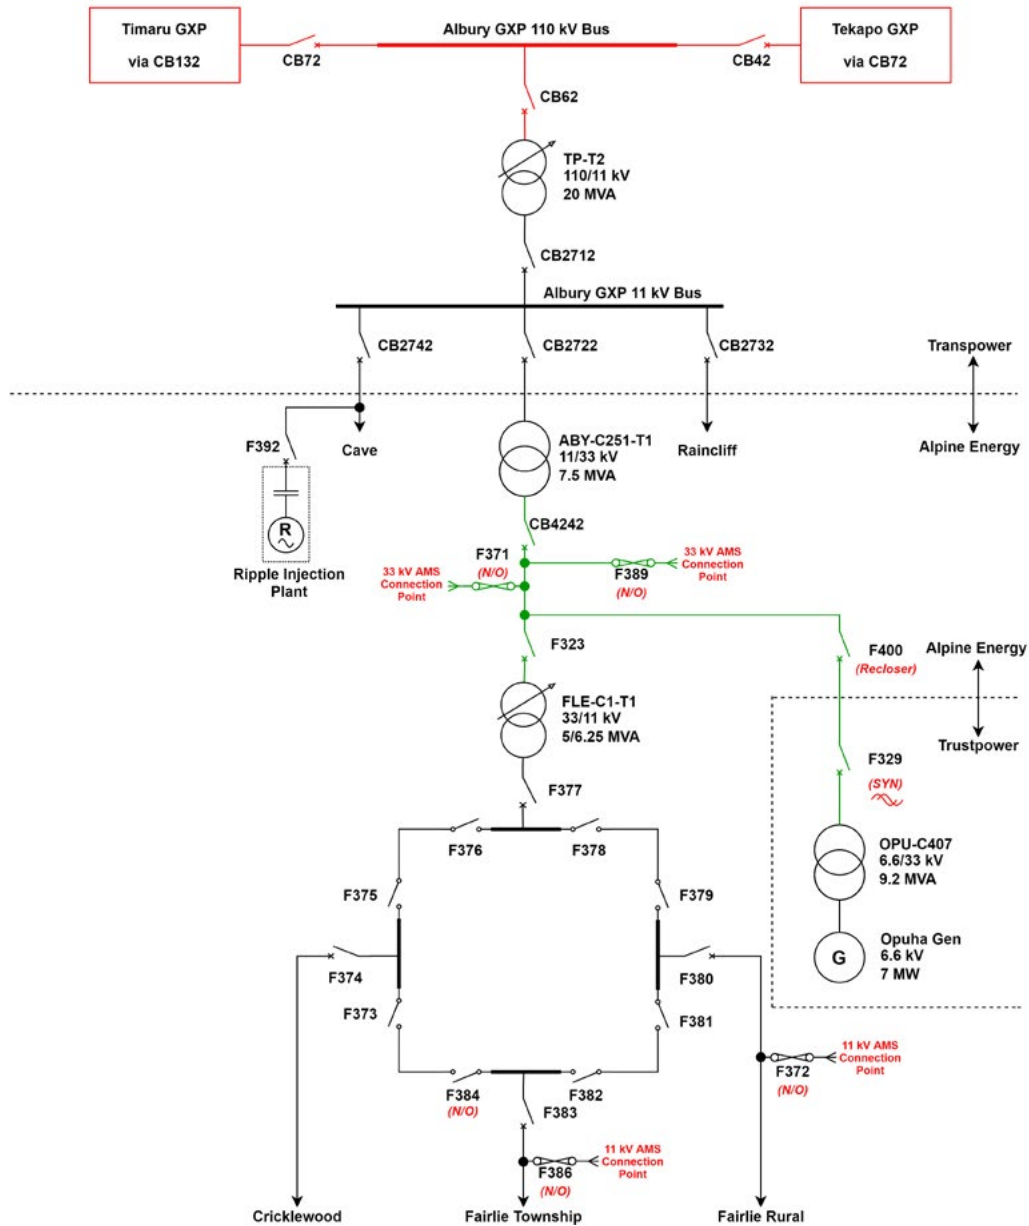 Timaru GXP
via CB132
Albury GXP 110 kV Bus
Tekapo GXP
via CB72
CB72
CB42
CB62
TP-T2
110/11 kV
20 MVA
CB2712
Albury GXP 11 kV Bus
CB2742
CB2722
CB2732
Transpower
Alpine Energy
F392
Cave
Raincliff
ABY-C251-T1
11/33 kV
7.5 MVA
R
Ripple Injection
Plant
CB4242
F371
(N/O)
33 kV AMS
Connection
Point
F389
(N/O)
33 kV AMS
Connection
Point
F323
F400
(Recloser)
Alpine Energy
Trustpower
FLE-C1-T1
33/11 kV
5/6.25 MVA
F329
(SYN)
F377
F376
F378
OPU-C407
6.6/33 kV
9.2 MVA
F375
F379
Opuha Gen
6.6 kV
7 MW
G
F374
F380
F373
F381
F384
(N/O)
F382
F383
F372
(N/O)
11 kV AMS
Connection
Point
F386
(N/O)
11 kV AMS
Connection
Point
Cricklewood
Fairlie Township
Fairlie Rural